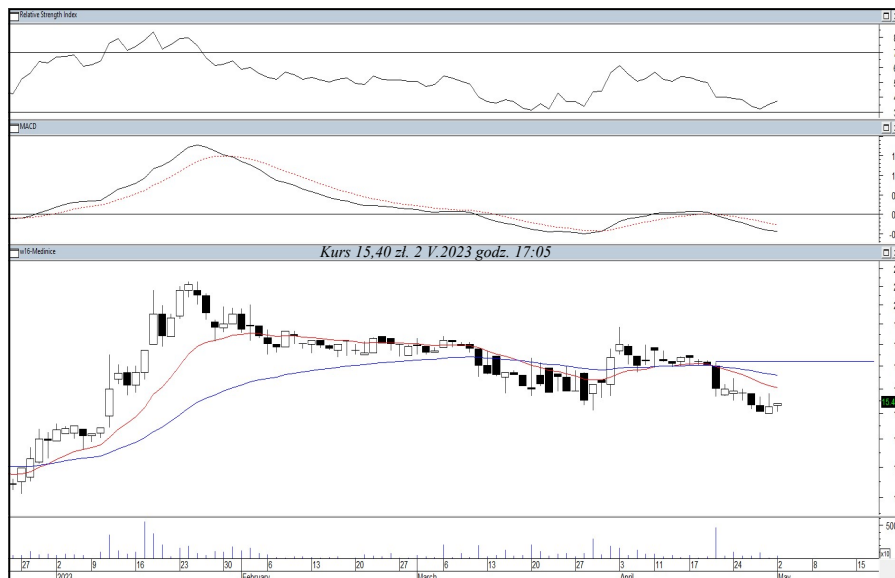 Relative Strength Index
MACD
w16-Medinice
Kurs 15,40 zł. 2 V.2023 godz. 17:05
15.4
500
x10
27 2 9 16 23 30 6 13 20 27 6 13 20 27 3 11 17 24 2 8 15
2023 February March April May